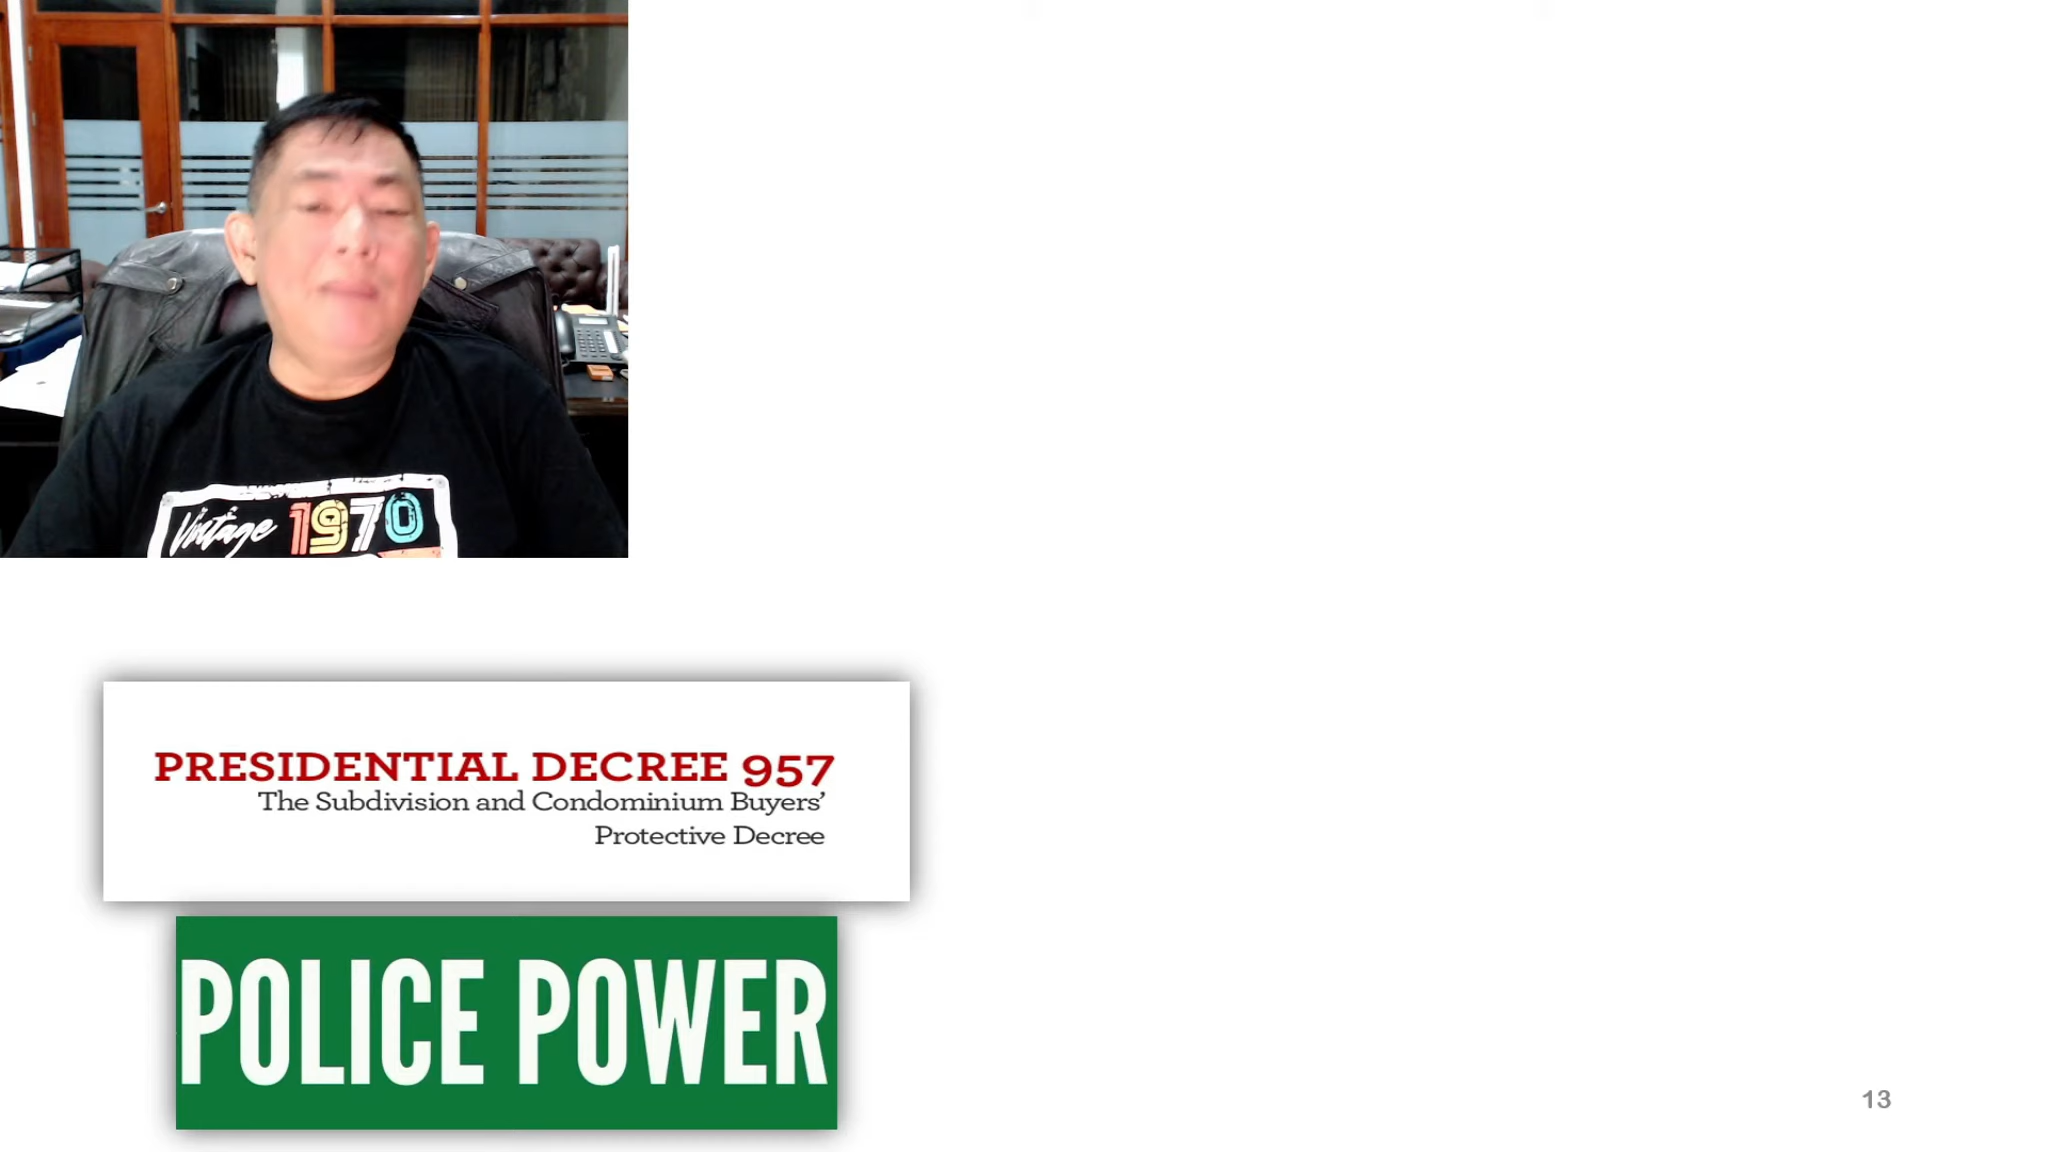 Vintage 1970
PRESIDENTIAL DECREE 957
The Subdivision and Condominium Buyers’
Protective Decree
POLICE POWER
13